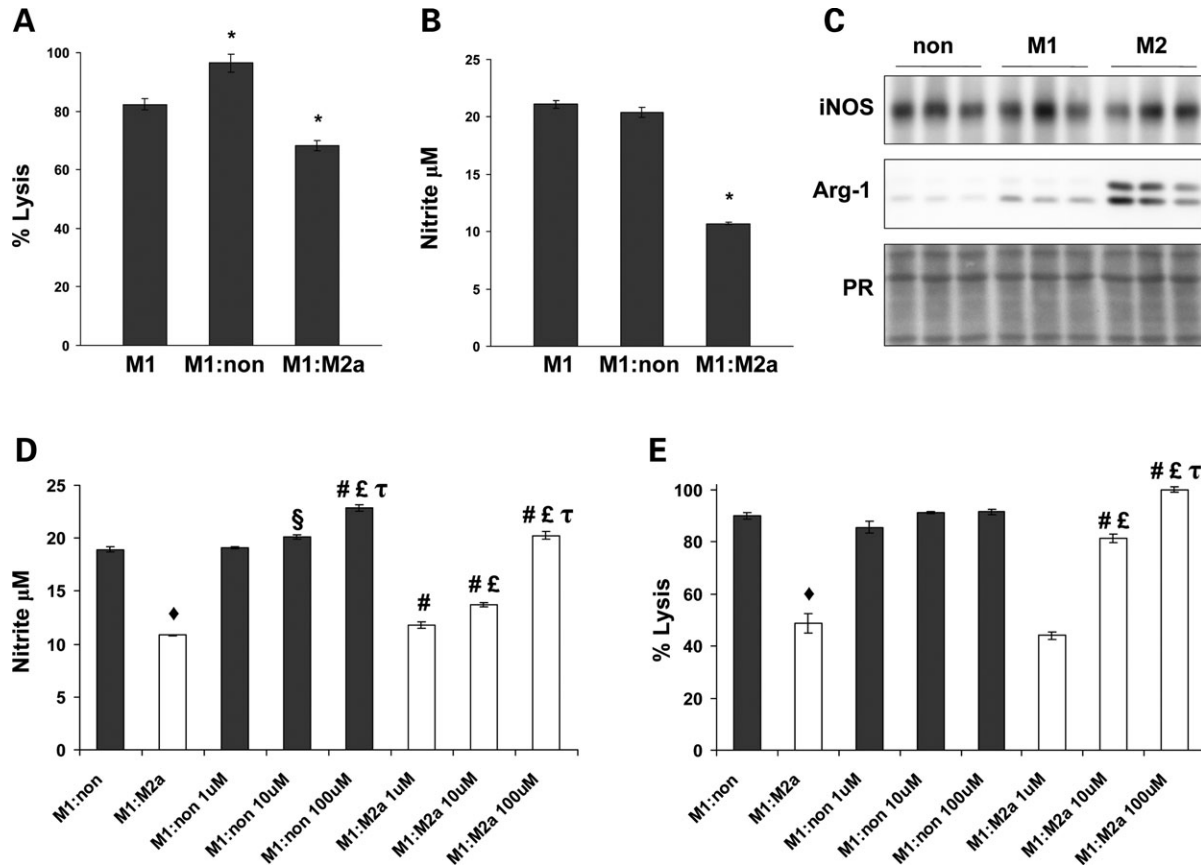 A
% Lysis
100
80
60
40
20
0
*
*
M1 M1:non M1:M2a
B
Nitrite µM
25
20
15
10
5
0
*
M1 M1:non M1:M2a
C
non M1 M2
iNOS
Arg-1
PR
D
Nitrite µM
25
20
15
10
5
0
♦
§
# £ τ
#
# £
# £ τ
M1:non
M1:M2a
M1:non 1uM
M1:non 10uM
M1:non 100uM
M1:M2a 1uM
M1:M2a 10uM
M1:M2a 100uM
E
% Lysis
100
80
60
40
20
0
♦
# £
# £ τ
M1:non
M1:M2a
M1:non 1uM
M1:non 10uM
M1:non 100uM
M1:M2a 1uM
M1:M2a 10uM
M1:M2a 100uM